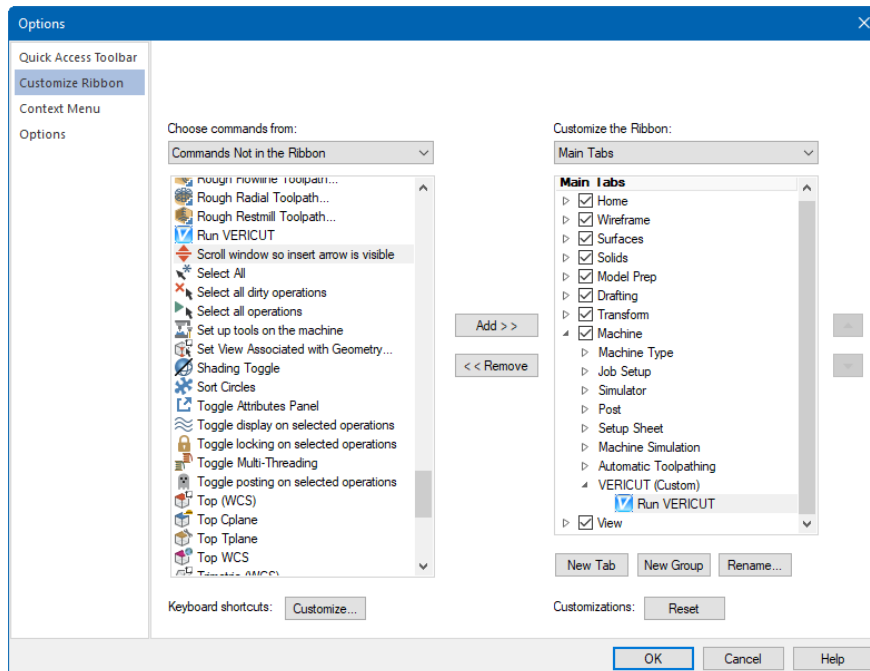 Options
Quick Access Toolbar
Customize Ribbon
Context Menu
Options
Choose commands from:
Commands Not in the Ribbon
Rough Flowline Toolpath...
Rough Radial Toolpath...
Rough Restmill Toolpath...
Run VERICUT
Scroll window so insert arrow is visible
Select All
Select all dirty operations
Select all operations
Set up tools on the machine
Set View Associated with Geometry...
Shading Toggle
Sort Circles
Toggle Attributes Panel
Toggle display on selected operations
Toggle locking on selected operations
Toggle Multi-Threading
Toggle posting on selected operations
Top (WCS)
Top Cplane
Top Tplane
Top WCS
Trimetric (WCS)
Keyboard shortcuts: Customize...
Add > >
< < Remove
Customize the Ribbon:
Main Tabs
Main Tabs
Home
Wireframe
Surfaces
Solids
Model Prep
Drafting
Transform
Machine
Machine Type
Job Setup
Simulator
Post
Setup Sheet
Machine Simulation
Automatic Toolpathing
VERICUT (Custom)
Run VERICUT
View
New Tab New Group Rename...
Customizations: Reset
OK Cancel Help